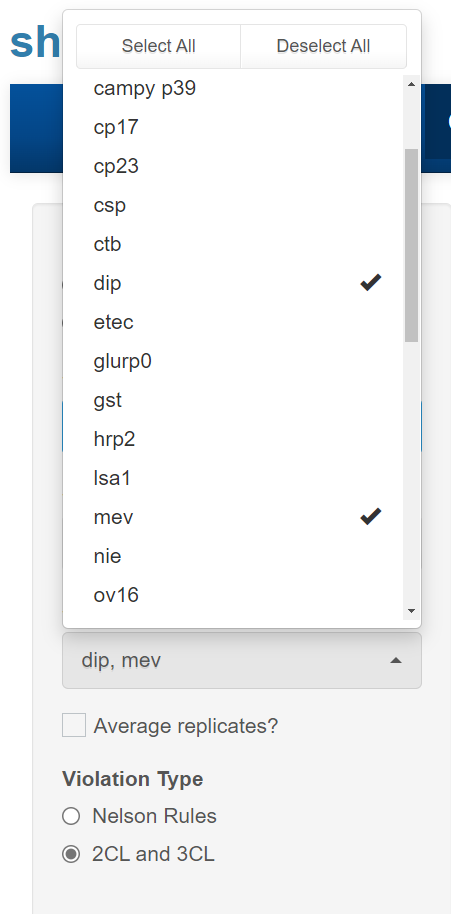 sh
Select All
Deselect All
campy p39
cp17
cp23
csp
ctb
dip
etec
glurp0
gst
hrp2
lsa1
mev
nie
ov16
dip, mev
Average replicates?
Violation Type
Nelson Rules
2CL and 3CL